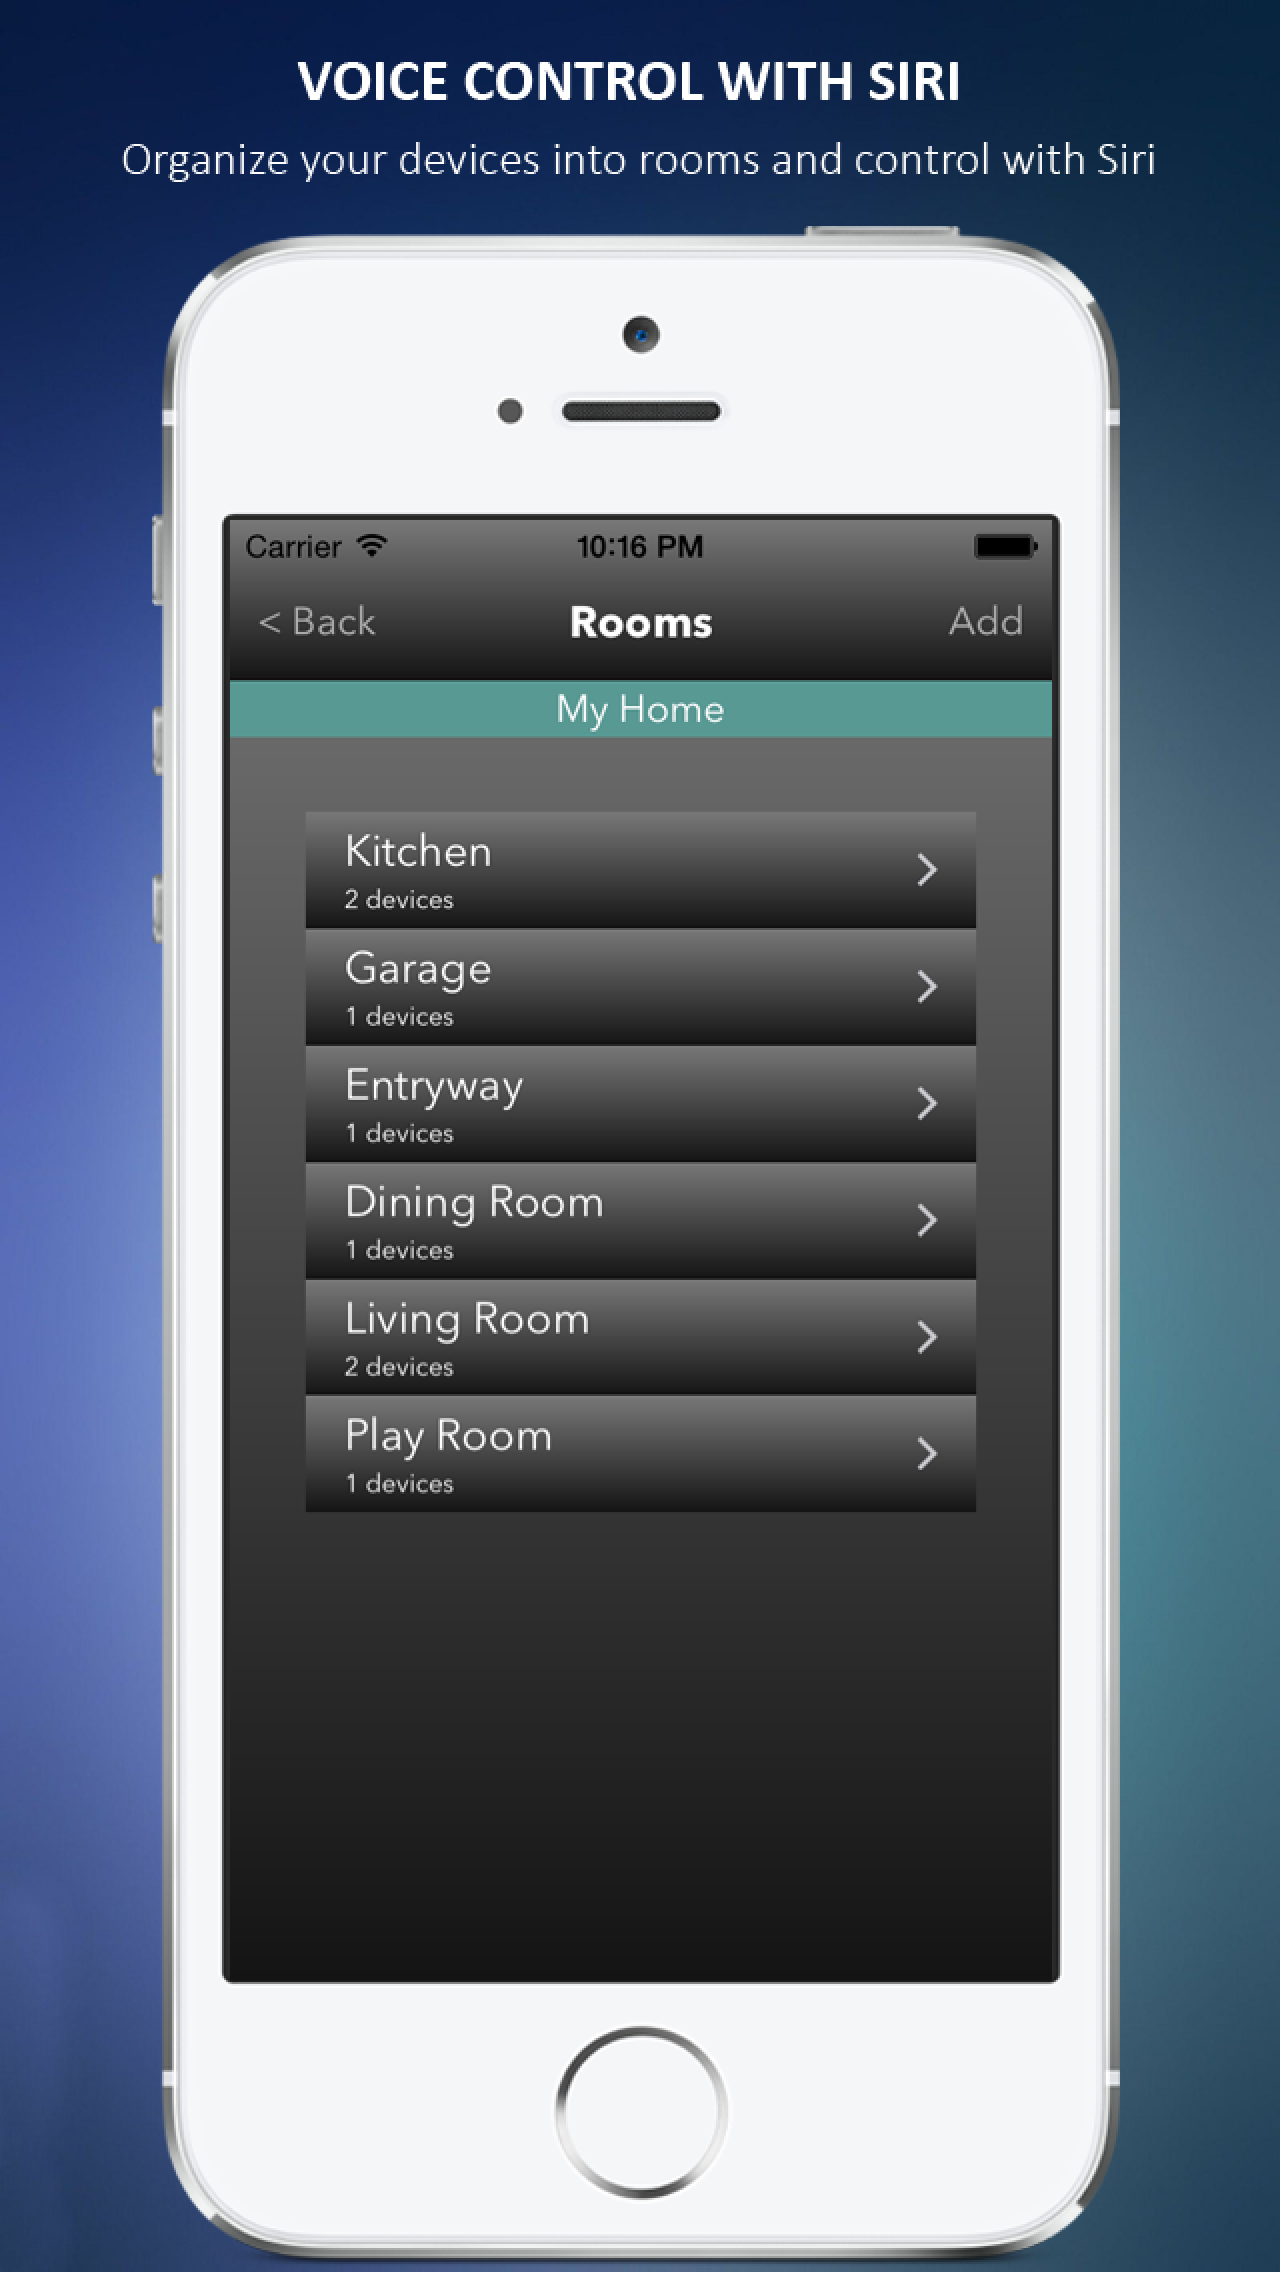 VOICE CONTROL WITH SIRI
Organize your devices into rooms and control with Siri
Carrier 10:16 PM
< Back Rooms Add
My Home
Kitchen
2 devices
Garage
1 devices
Entryway
1 devices
Dining Room
1 devices
Living Room
2 devices
Play Room
1 devices